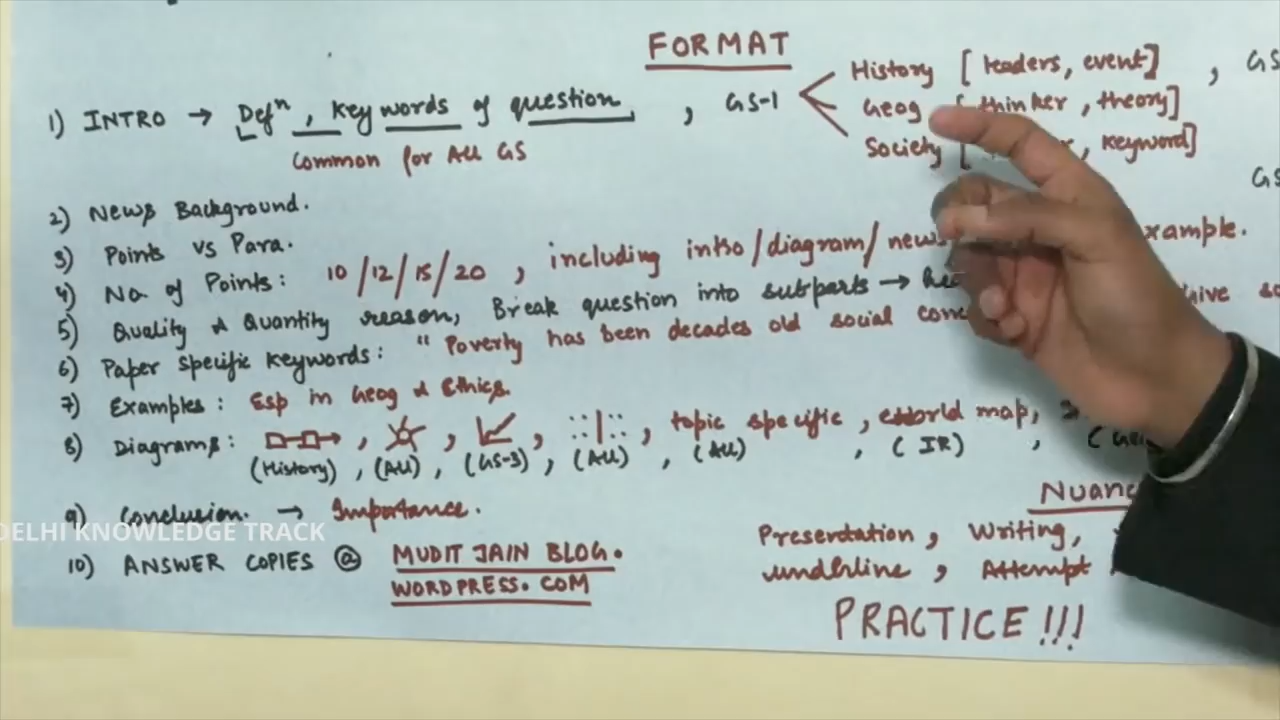 FORMAT
1) INTRO → Defⁿ, Key words of question, GS-1
History [leaders, event], GS
Geog [thinker, theory]
Society [ , keyword]
Common for All GS
GS
2) News Background.
3) Points vs Para.
4) No. of Points: 10/12/15/20, including intro/diagram/news example.
5) Quality & Quantity reason, Break question into subparts →
6) Paper specific keywords: "Poverty has been decades old social
7) Examples: Esp in Geog & Ethics.
8) Diagrams: , , , , topic specific, World map,
(History), (All), (GS-3), (All), (All), (IR), (
9) Conclusion. → Importance.
DELHI KNOWLEDGE TRACK
10) ANSWER COPIES @ MUDIT JAIN BLOG.
WORDPRESS.COM
Nuanc
Presentation, Writing,
underline, Attempt
PRACTICE!!!